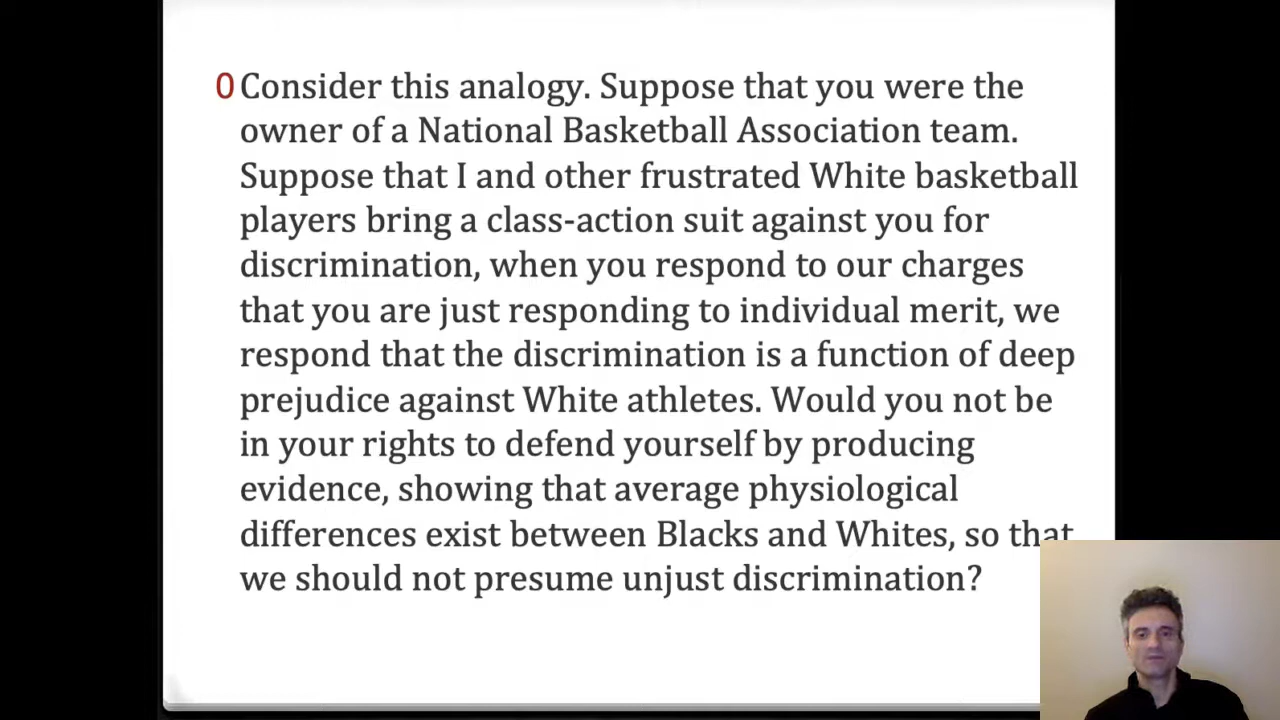 Consider this analogy. Suppose that you were the
owner of a National Basketball Association team.
Suppose that I and other frustrated White basketball
players bring a class-action suit against you for
discrimination, when you respond to our charges
that you are just responding to individual merit, we
respond that the discrimination is a function of deep
prejudice against White athletes. Would you not be
in your rights to defend yourself by producing
evidence, showing that average physiological
differences exist between Blacks and Whites, so that
we should not presume unjust discrimination?